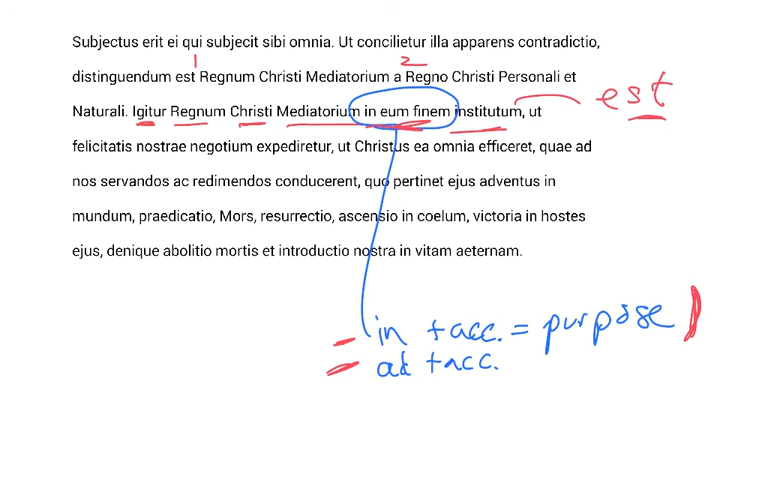 Subjectus erit ei qui subjecit sibi omnia. Ut concilietur illa apparens contradictio,
1 2
distinguendum est Regnum Christi Mediatorium a Regno Christi Personali et
Naturali. Igitur Regnum Christi Mediatorium in eum finem institutum, ut est
felicitatis nostrae negotium expediretur, ut Christus ea omnia efficeret, quae ad
nos servandos ac redimendos conducerent, quo pertinet ejus adventus in
mundum, praedicatio, Mors, resurrectio, ascensio in coelum, victoria in hostes
ejus, denique abolitio mortis et introductio nostra in vitam aeternam.
in + acc. = purpose
ad + acc.